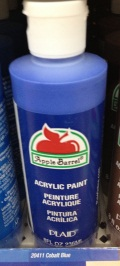 Apple Barrel
ACRYLIC PAINT
PEINTURE
ACRYLIQUE
PINTURA
ACRÍLICA
PLAID
20411 Cobalt Blue